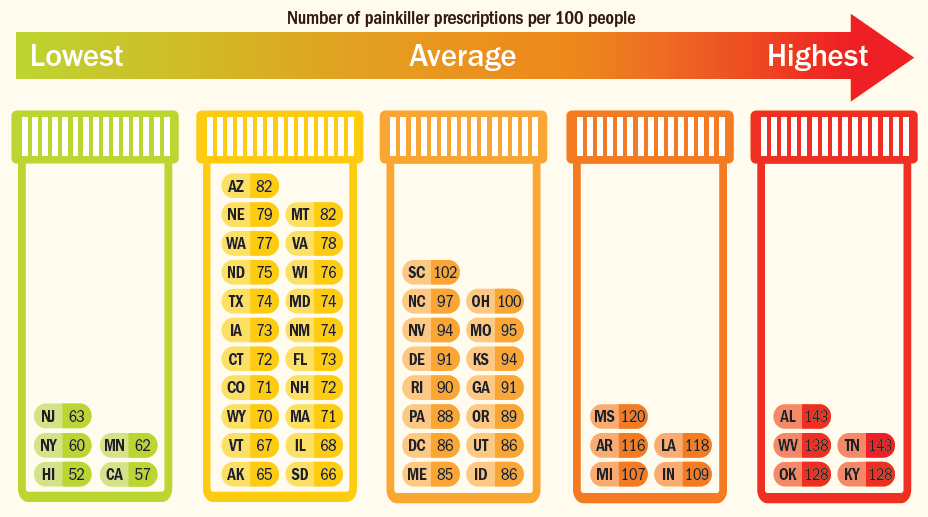 Number of painkiller prescriptions per 100 people
Lowest Average Highest
NJ 63
NY 60 MN 62
HI 52 CA 57
AZ 82
NE 79 MT 82
WA 77 VA 78
ND 75 WI 76
TX 74 MD 74
IA 73 NM 74
CT 72 FL 73
CO 71 NH 72
WY 70 MA 71
VT 67 IL 68
AK 65 SD 66
SC 102
NC 97 OH 100
NV 94 MO 95
DE 91 KS 94
RI 90 GA 91
PA 88 OR 89
DC 86 UT 86
ME 85 ID 86
MS 120
AR 116 LA 118
MI 107 IN 109
AL 143
WV 138 TN 143
OK 128 KY 128